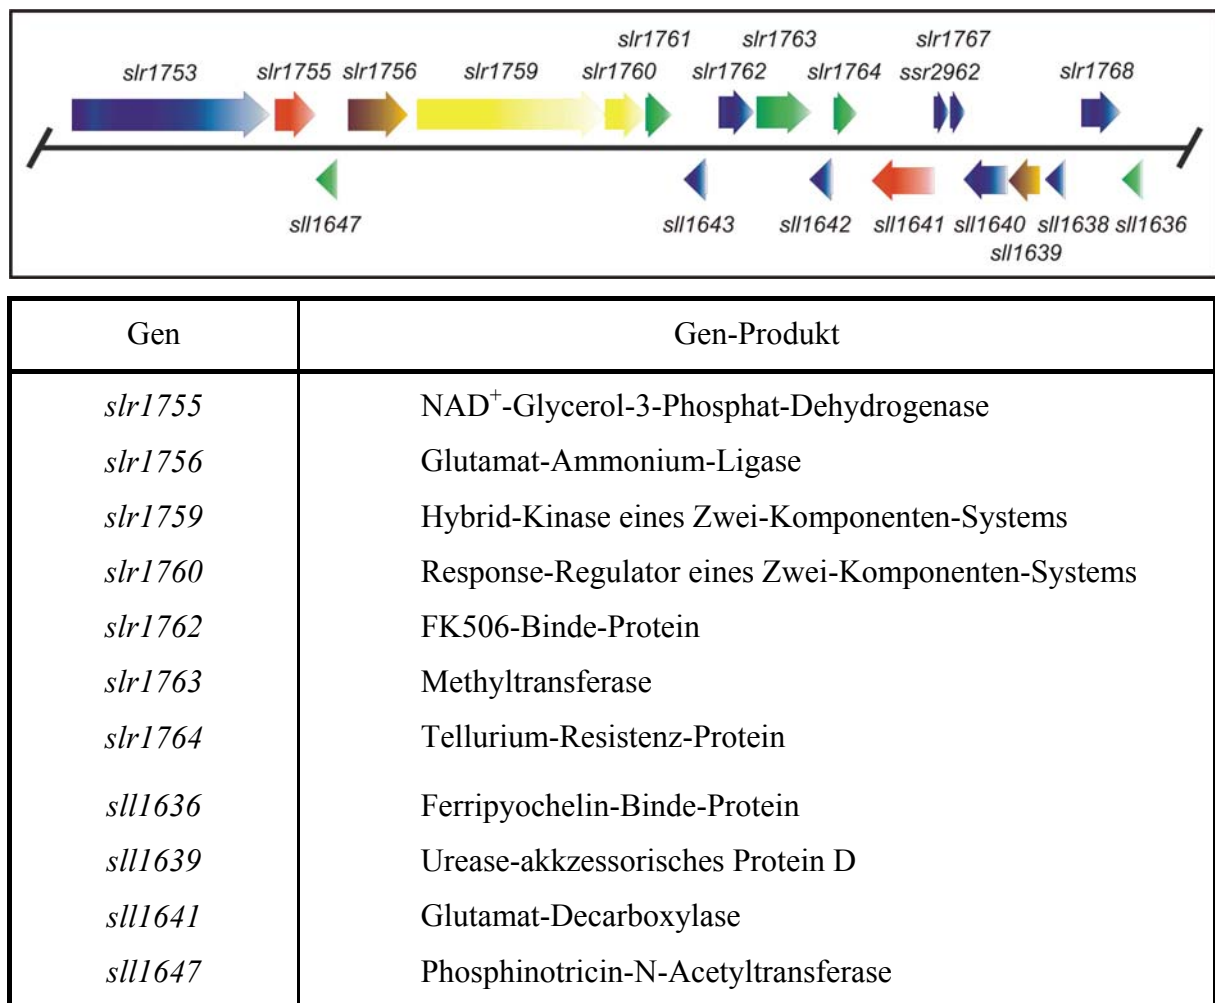 slr1761 slr1763 slr1767
slr1753 slr1755 slr1756 slr1759 slr1760 slr1762 slr1764 ssr2962 slr1768
sll1647 sll1643 sll1642 sll1641 sll1640 sll1638 sll1636
sll1639
Gen Gen-Produkt
slr1755 NAD⁺-Glycerol-3-Phosphat-Dehydrogenase
slr1756 Glutamat-Ammonium-Ligase
slr1759 Hybrid-Kinase eines Zwei-Komponenten-Systems
slr1760 Response-Regulator eines Zwei-Komponenten-Systems
slr1762 FK506-Binde-Protein
slr1763 Methyltransferase
slr1764 Tellurium-Resistenz-Protein
sll1636 Ferripyochelin-Binde-Protein
sll1639 Urease-akkzessorisches Protein D
sll1641 Glutamat-Decarboxylase
sll1647 Phosphinotricin-N-Acetyltransferase